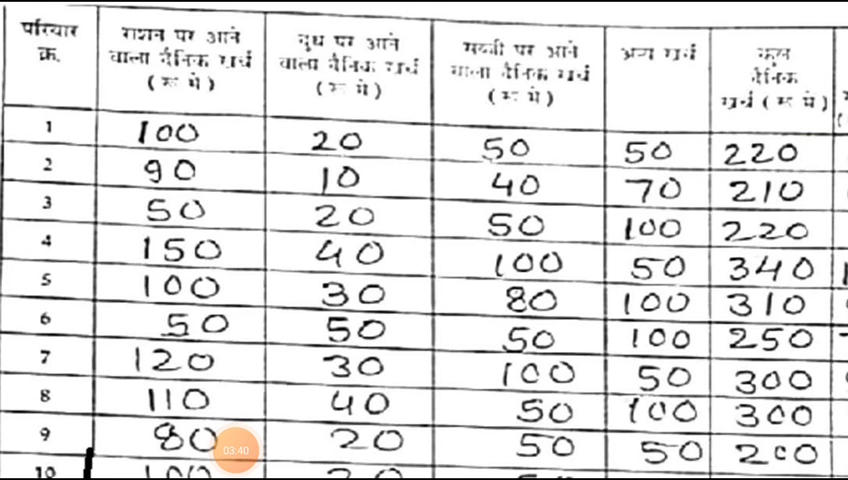 परिवार क्र. राशन पर आने वाला दैनिक खर्च (रू में) दूध पर आने वाला दैनिक खर्च (रू में) सब्जी पर आने वाला दैनिक खर्च (रू में) अन्य खर्च कुल दैनिक खर्च (रू में)
1 100 20 50 50 220
2 90 10 40 70 210
3 50 20 50 100 220
4 150 40 100 50 340
5 100 30 80 100 310
6 50 50 50 100 250
7 120 30 100 50 300
8 110 40 50 100 300
9 80 20 50 50 200
03:40
10 100